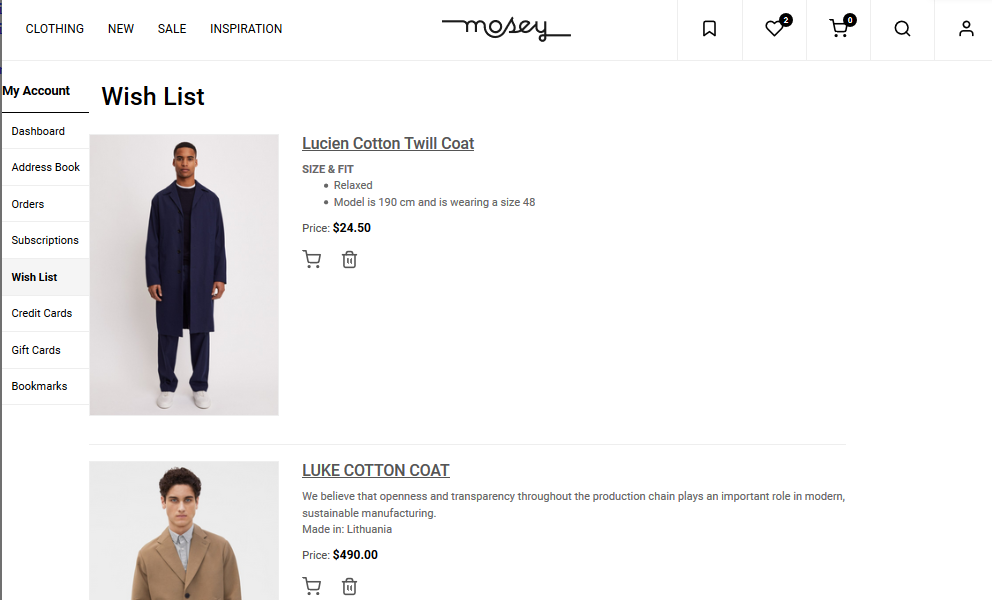 CLOTHING NEW SALE INSPIRATION mosey 2 0
My Account
Dashboard
Address Book
Orders
Subscriptions
Wish List
Credit Cards
Gift Cards
Bookmarks
Wish List
Lucien Cotton Twill Coat
SIZE & FIT
• Relaxed
• Model is 190 cm and is wearing a size 48
Price: $24.50
LUKE COTTON COAT
We believe that openness and transparency throughout the production chain plays an important role in modern,
sustainable manufacturing.
Made in: Lithuania
Price: $490.00